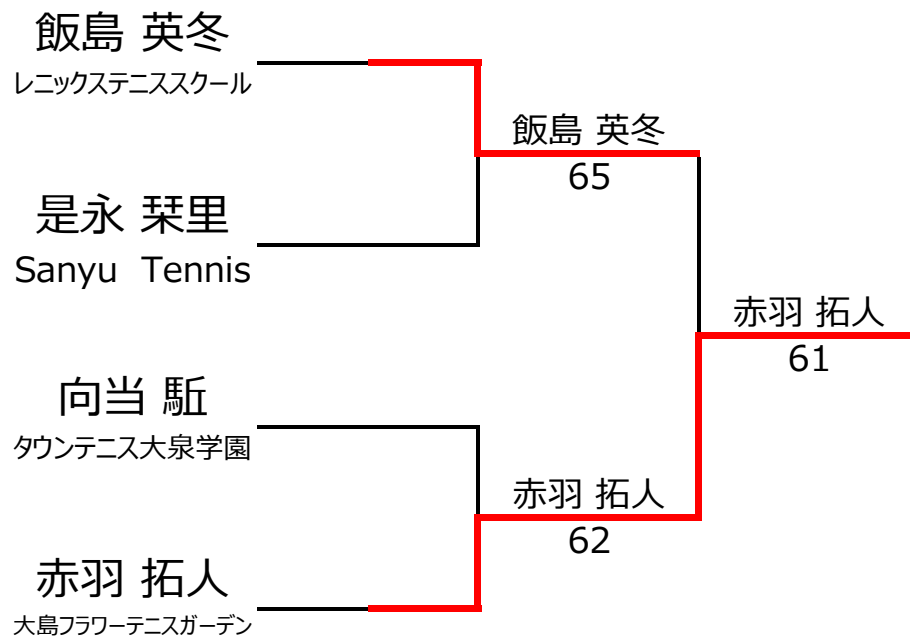 飯島 英冬
レニックステニススクール
飯島 英冬
65
是永 栞里
Sanyu Tennis
赤羽 拓人
61
向当 駈
タウンテニス大泉学園
赤羽 拓人
62
赤羽 拓人
大島フラワーテニスガーデン